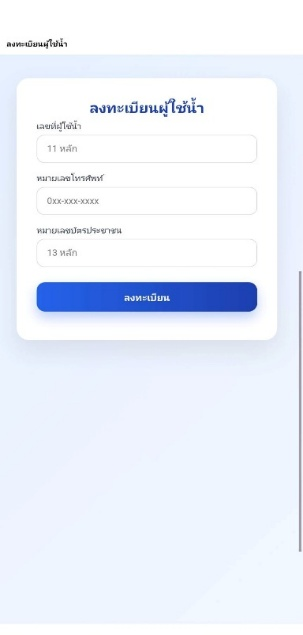 ลงทะเบียนผู้ใช้น้ำ
ลงทะเบียนผู้ใช้น้ำ
เลขที่ผู้ใช้น้ำ
11 หลัก
หมายเลขโทรศัพท์
0xx-xxx-xxxx
หมายเลขบัตรประชาชน
13 หลัก
ลงทะเบียน